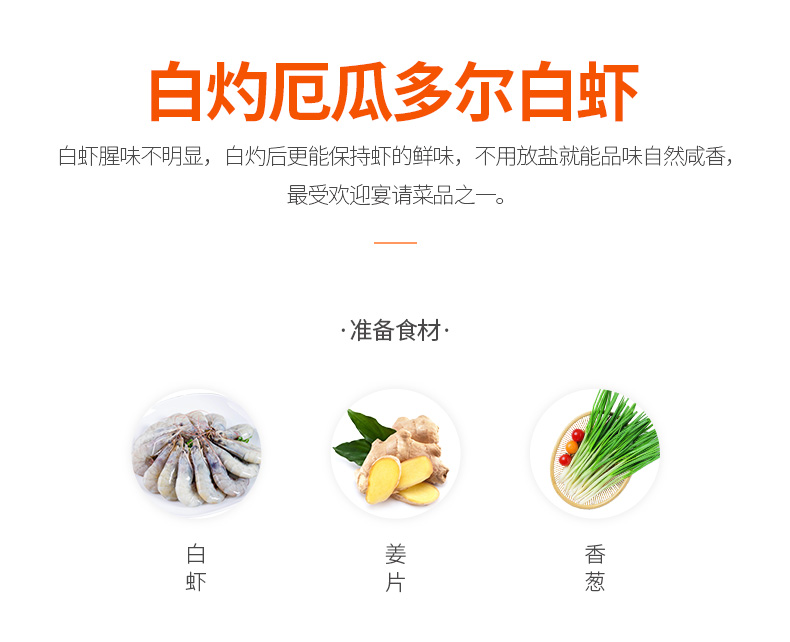 白灼厄瓜多尔白虾
白虾腥味不明显，白灼后更能保持虾的鲜味，不用放盐就能品味自然咸香，
最受欢迎宴请菜品之一。
·准备食材·
白虾
姜片
香葱